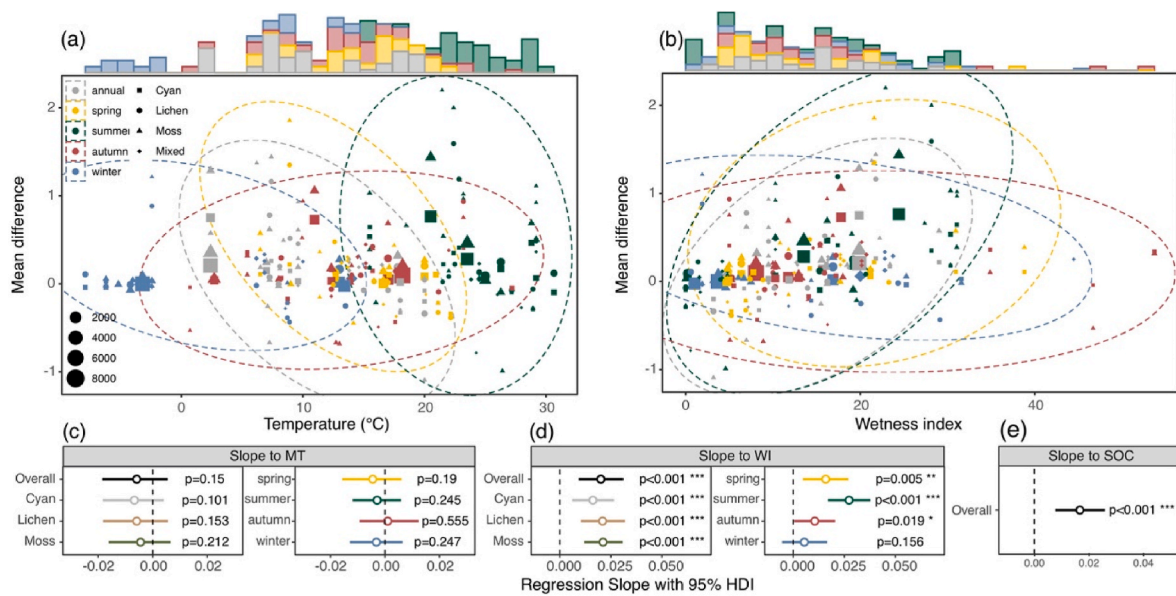 (a)
(b)
annual
spring
summer
autumn
winter
Cyan
Lichen
Moss
Mixed
2000
4000
6000
8000
Mean difference
2
1
0
-1
0
10
20
30
Temperature (°C)
Mean difference
2
1
0
-1
0
20
40
Wetness index
(c)
Slope to MT
Overall
Cyan
Lichen
Moss
p=0.15
p=0.101
p=0.153
p=0.212
-0.02
0.00
0.02
spring
summer
autumn
winter
p=0.19
p=0.245
p=0.555
p=0.247
-0.02
0.00
0.02
(d)
Slope to WI
Overall
Cyan
Lichen
Moss
p<0.001 ***
p<0.001 ***
p<0.001 ***
p<0.001 ***
0.000
0.025
0.050
spring
summer
autumn
winter
p=0.005 **
p<0.001 ***
p=0.019 *
p=0.156
0.000
0.025
0.050
(e)
Slope to SOC
Overall
p<0.001 ***
0.00
0.02
0.04
Regression Slope with 95% HDI